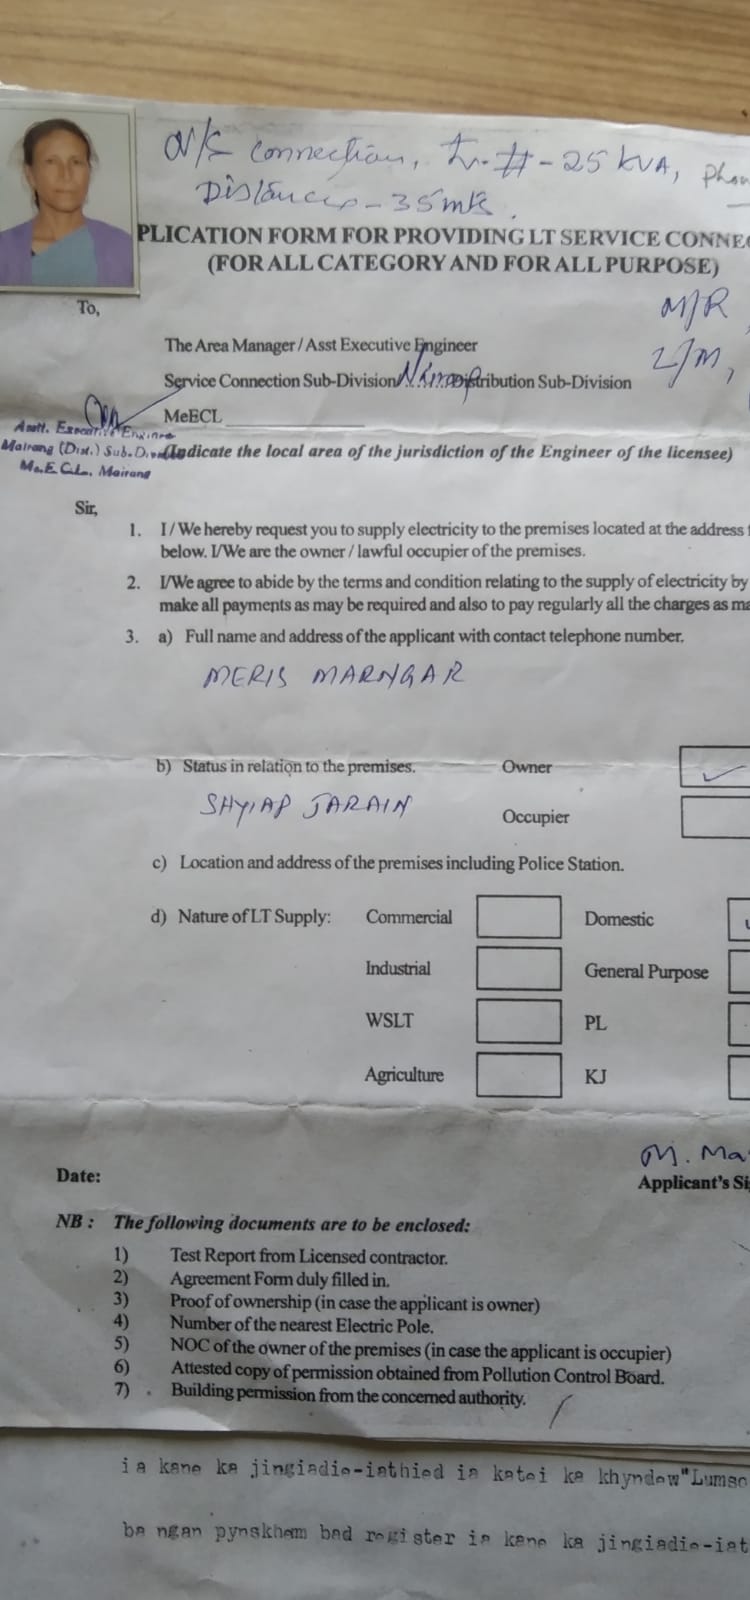 N/S connection, Tr. # - 25 KVA, Phon
Distances - 35 mts.
PLICATION FORM FOR PROVIDING LT SERVICE CONNEC
(FOR ALL CATEGORY AND FOR ALL PURPOSE)
M/R
To,
The Area Manager / Asst Executive Engineer
Service Connection Sub-Division/ Distribution Sub-Division
MeECL
Asstt. Executive Engineer
Mairang (Dist.) Sub-Division
Me.E.C.L. Mairang
(Indicate the local area of the jurisdiction of the Engineer of the licensee)
Sir,
1. I / We hereby request you to supply electricity to the premises located at the address
below. I/We are the owner / lawful occupier of the premises.
2. I/We agree to abide by the terms and condition relating to the supply of electricity by
make all payments as may be required and also to pay regularly all the charges as ma
3. a) Full name and address of the applicant with contact telephone number.
MERIS MARNGAR
b) Status in relation to the premises. Owner
SHYIAP JARAIN
Occupier
c) Location and address of the premises including Police Station.
d) Nature of LT Supply: Commercial Domestic
Industrial General Purpose
WSLT PL
Agriculture KJ
M. Ma
Date: Applicant's Si
NB : The following documents are to be enclosed:
1) Test Report from Licensed contractor.
2) Agreement Form duly filled in.
3) Proof of ownership (in case the applicant is owner)
4) Number of the nearest Electric Pole.
5) NOC of the owner of the premises (in case the applicant is occupier)
6) Attested copy of permission obtained from Pollution Control Board.
7) Building permission from the concerned authority.
ia kane ka jingiadie-iathied ia katei ka khyndew "Lumso
ba ngan pynskhem bad register ia kane ka jingiadie-iat